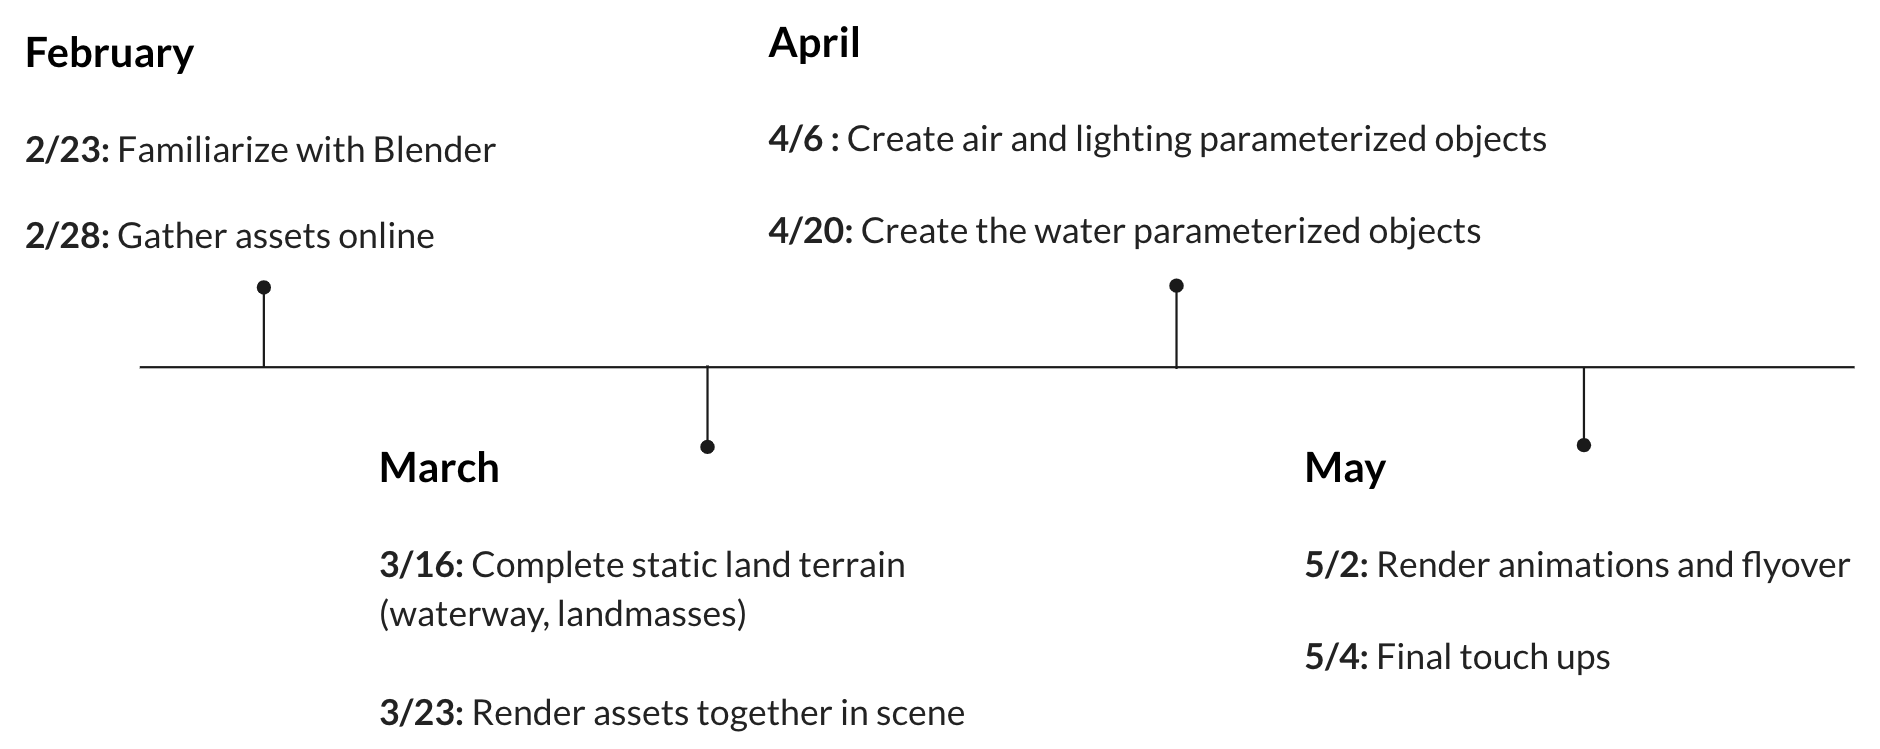 February
2/23: Familiarize with Blender
2/28: Gather assets online
April
4/6 : Create air and lighting parameterized objects
4/20: Create the water parameterized objects
March
3/16: Complete static land terrain
(waterway, landmasses)
3/23: Render assets together in scene
May
5/2: Render animations and flyover
5/4: Final touch ups